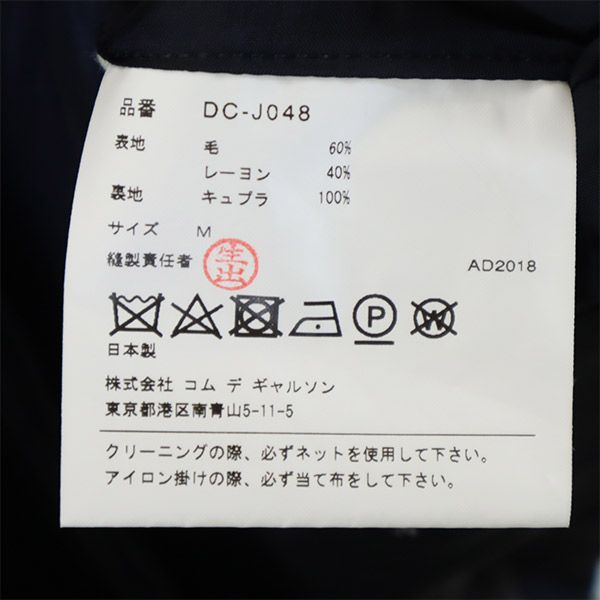 品番 DC-J048
表地 毛 60%
レーヨン 40%
裏地 キュプラ 100%
サイズ M
縫製責任者 生出
AD2018
P W
日本製
株式会社 コム デ ギャルソン
東京都港区南青山5-11-5
クリーニングの際、必ずネットを使用して下さい。
アイロン掛けの際、必ず当て布をして下さい。